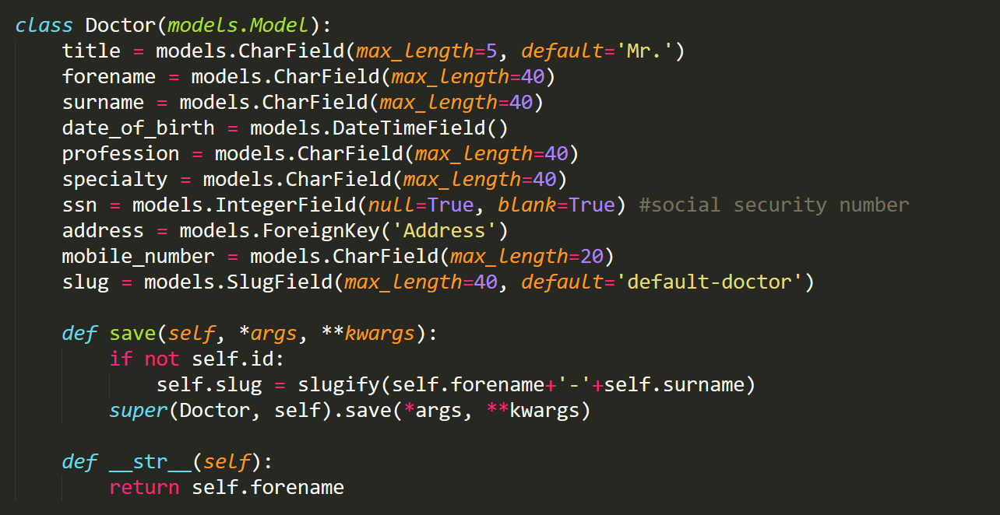 class Doctor(models.Model):
    title = models.CharField(max_length=5, default='Mr.')
    forename = models.CharField(max_length=40)
    surname = models.CharField(max_length=40)
    date_of_birth = models.DateTimeField()
    profession = models.CharField(max_length=40)
    specialty = models.CharField(max_length=40)
    ssn = models.IntegerField(null=True, blank=True) #social security number
    address = models.ForeignKey('Address')
    mobile_number = models.CharField(max_length=20)
    slug = models.SlugField(max_length=40, default='default-doctor')

    def save(self, *args, **kwargs):
        if not self.id:
            self.slug = slugify(self.forename+'-'+self.surname)
        super(Doctor, self).save(*args, **kwargs)

    def __str__(self):
        return self.forename